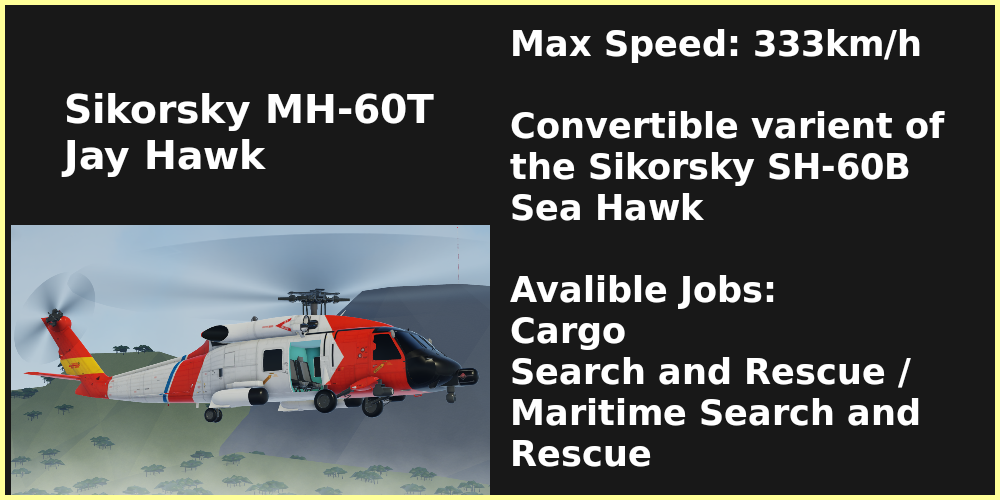 Sikorsky MH-60T
Jay Hawk
Max Speed: 333km/h
Convertible varient of
the Sikorsky SH-60B
Sea Hawk
Avalible Jobs:
Cargo
Search and Rescue /
Maritime Search and
Rescue